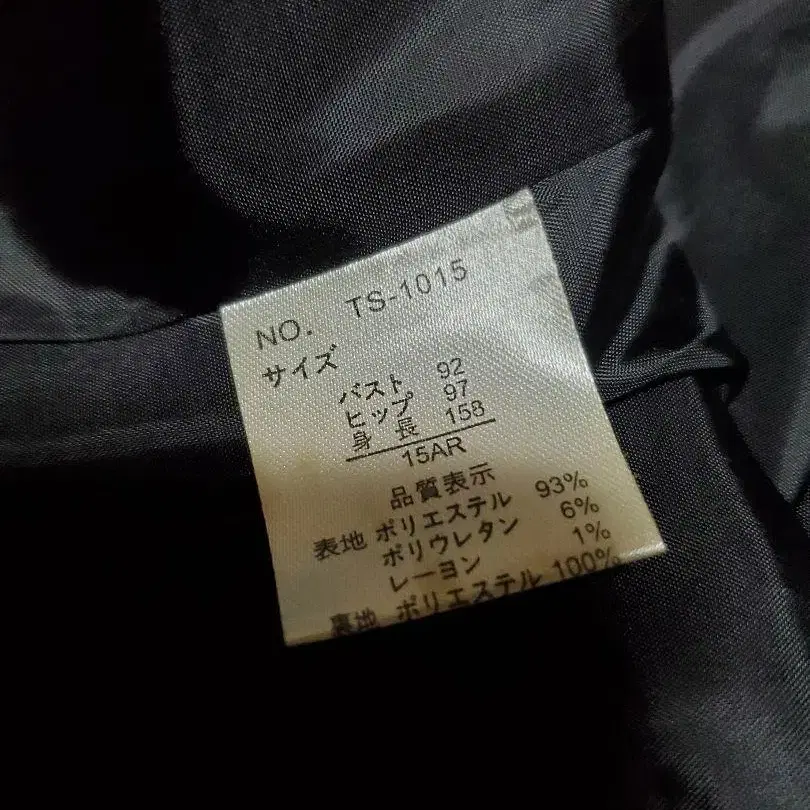 NO. TS-1015
サイズ
バスト 92
ヒップ 97
身長 158
15AR
品質表示
表地 ポリエステル 93%
ポリウレタン 6%
レーヨン 1%
裏地 ポリエステル 100%